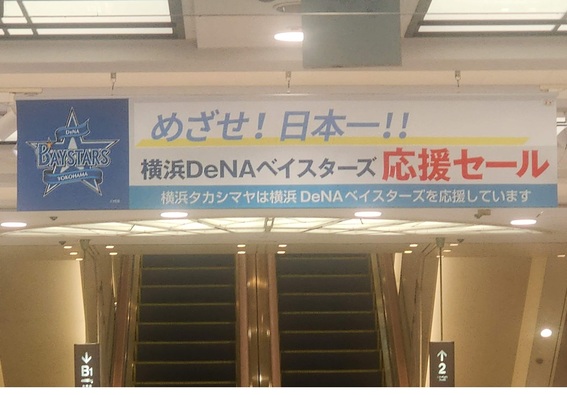 めざせ！日本一!!
DeNA
BAYSTARS
YOKOHAMA
横浜DeNAベイスターズ 応援セール
横浜タカシマヤは横浜DeNAベイスターズを応援しています
↓
B1
↑
2